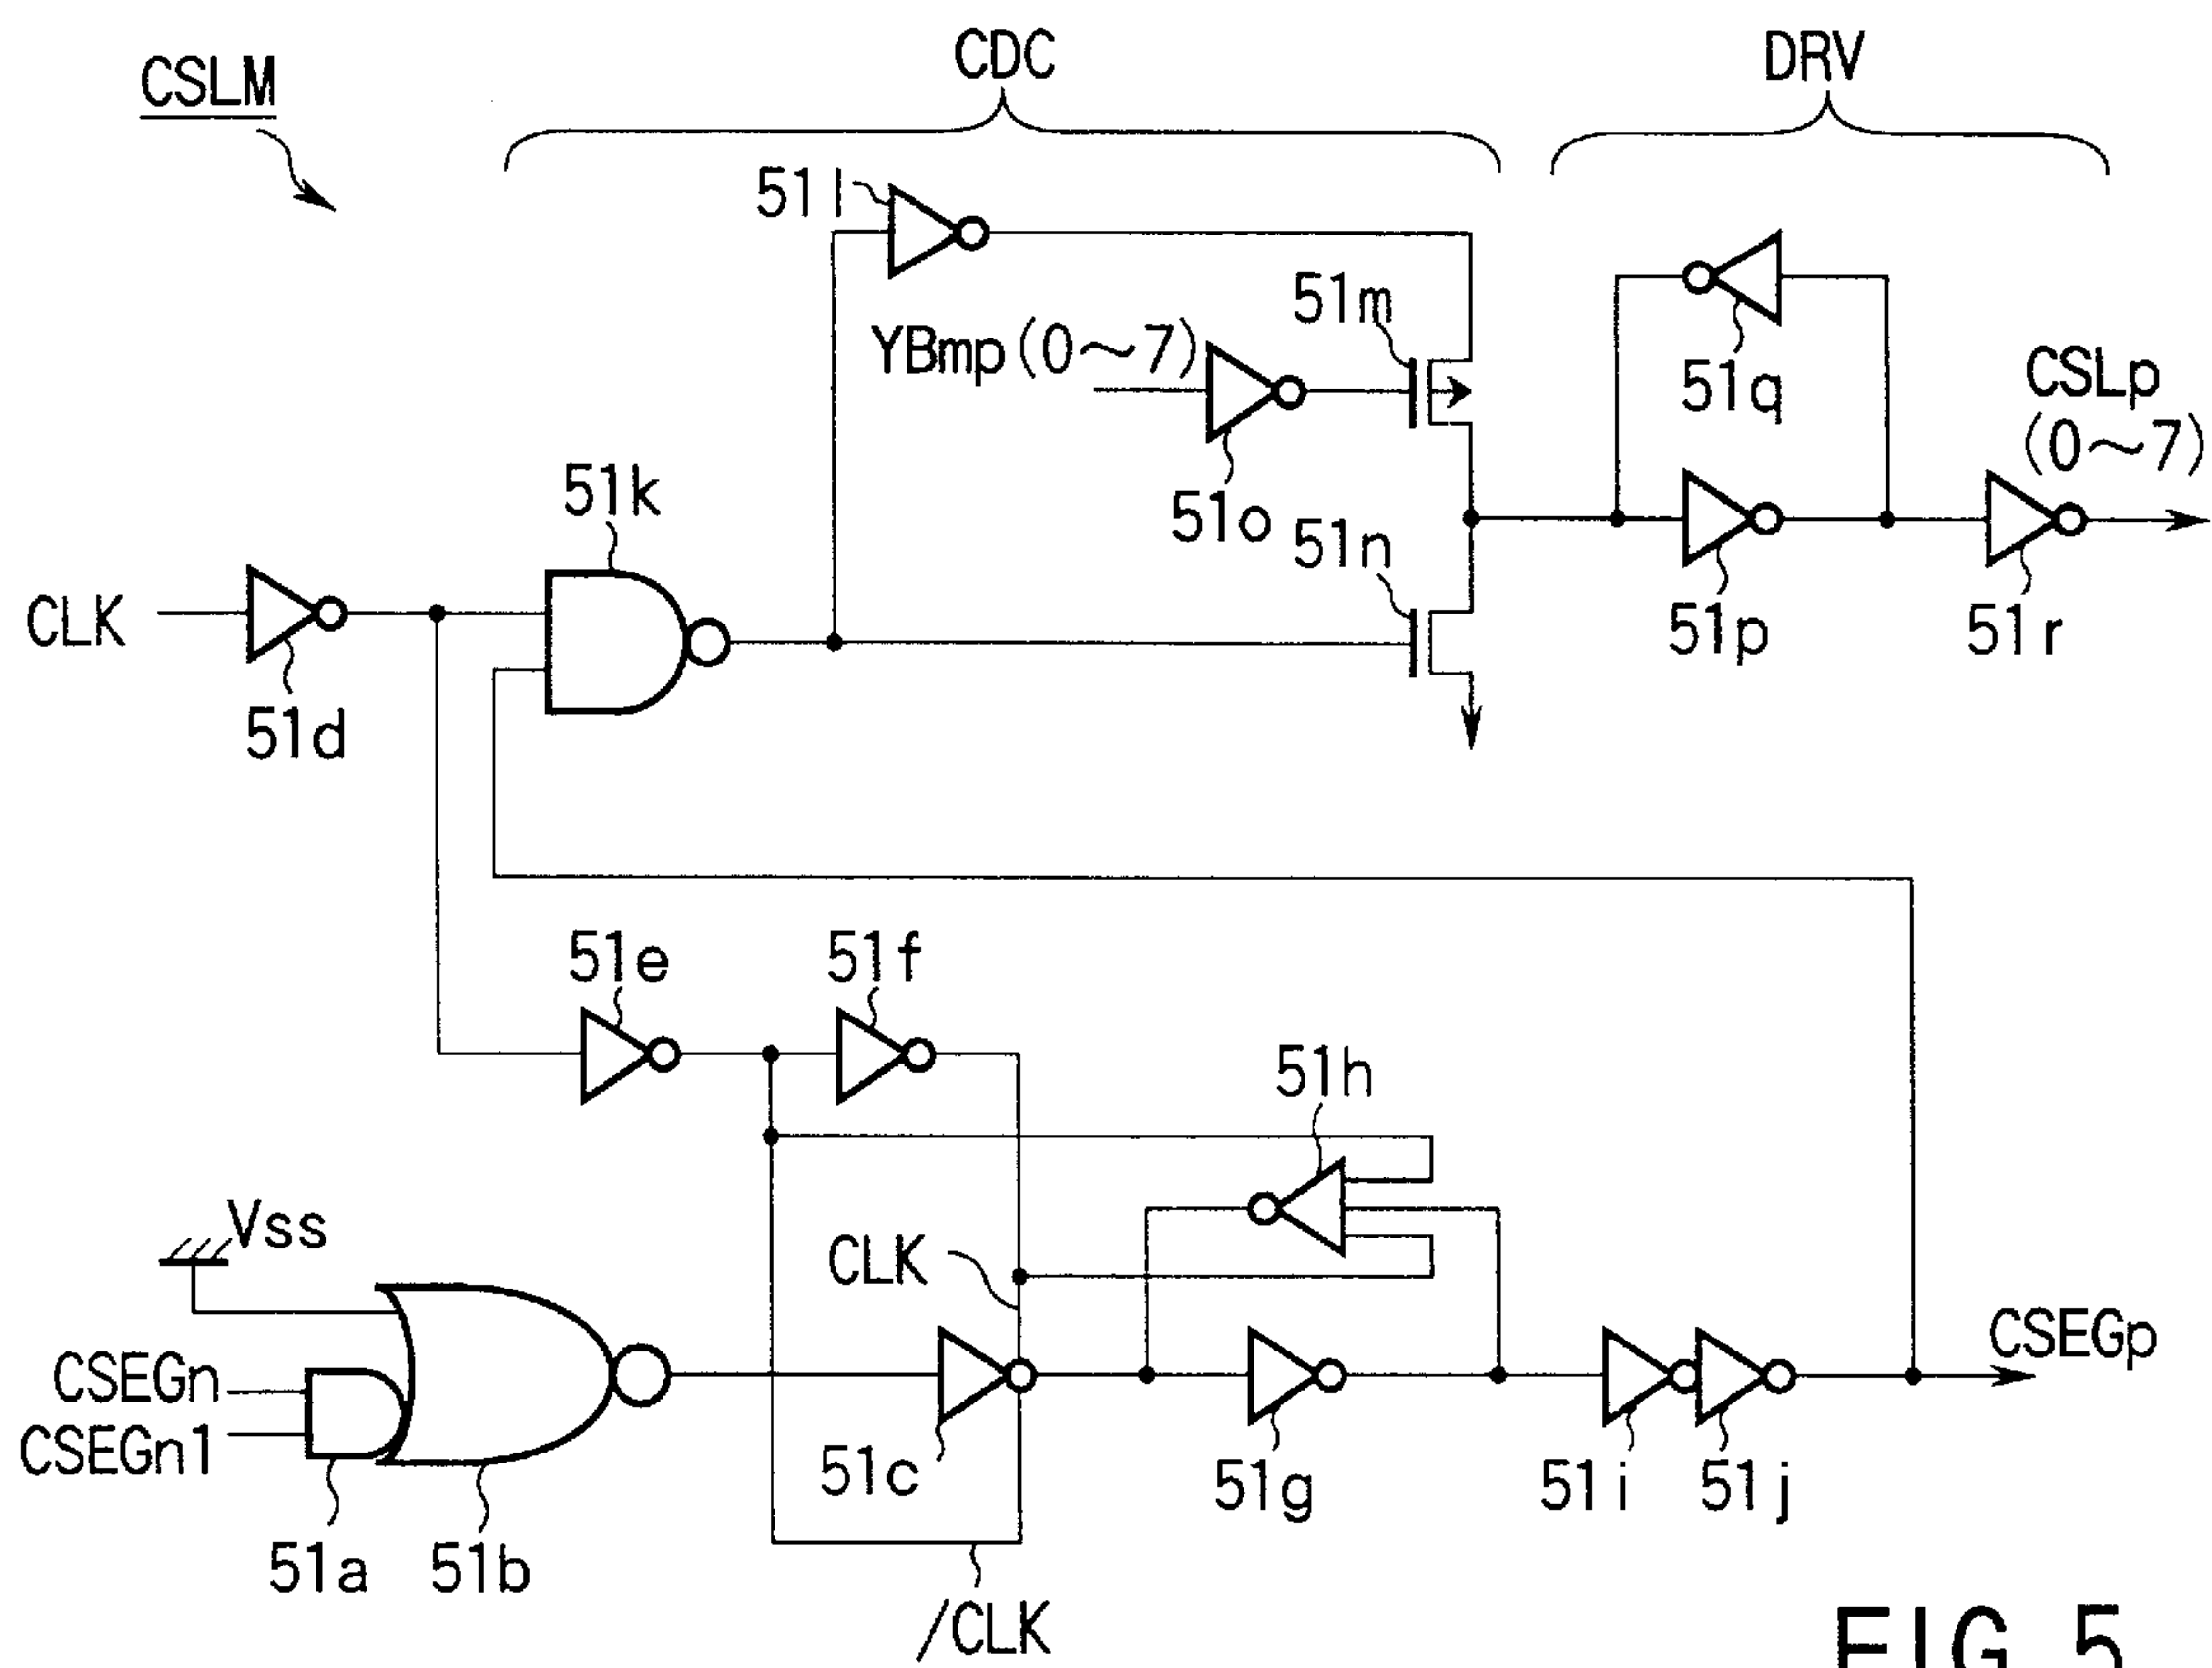 CSLM
CDC
DRV
51l
51m
YBmp(0～7)
51q
CSLp
(0～7)
51k
51o
51n
51p
51r
CLK
51d
51e
51f
51h
Vss
CLK
CSEGn
CSEGn1
CSEGp
51c
51g
51i
51j
51a
51b
/CLK
FIG. 5